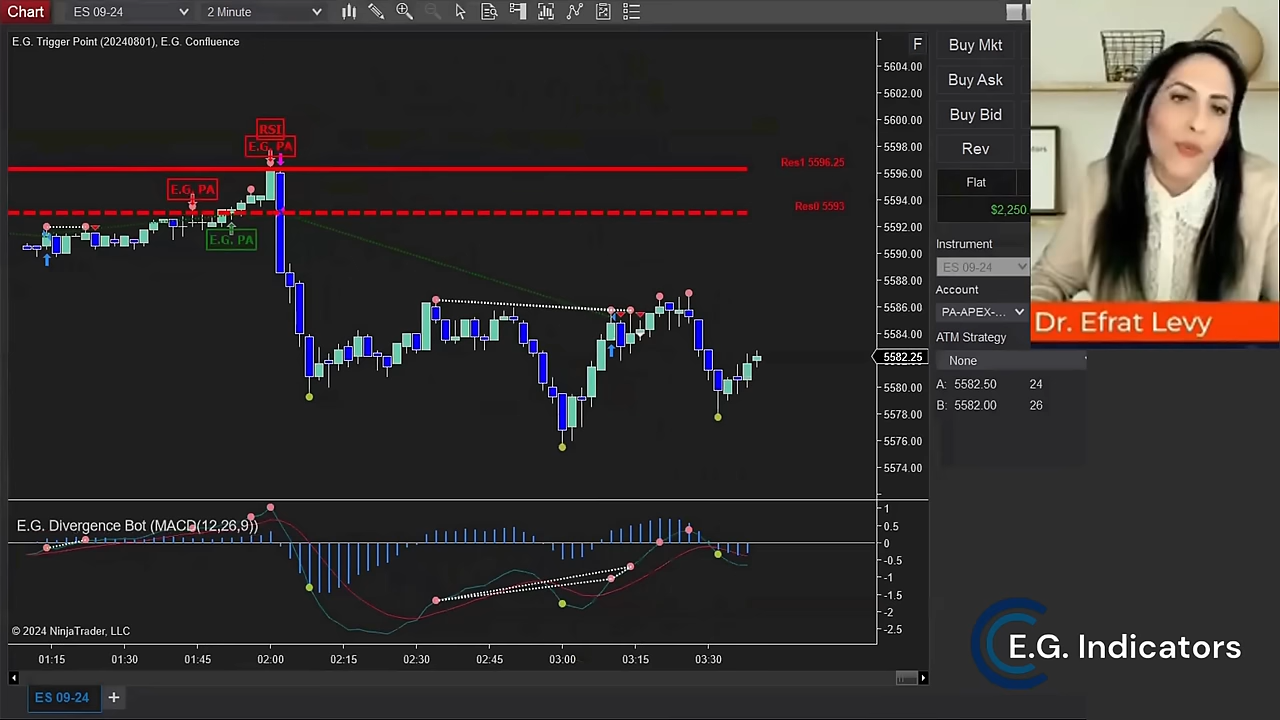 Chart ES 09-24 2 Minute
E.G. Trigger Point (20240801), E.G. Confluence
F
5604.00
5602.00
5600.00
5598.00
5596.00
5594.00
5592.00
5590.00
5588.00
5586.00
5584.00
5582.25
5580.00
5578.00
5576.00
5574.00
RSI
E.G. PA
E.G. PA
E.G. PA
Res1 5596.25
Res0 5593
E.G. Divergence Bot (MACD(12,26,9))
1
0.5
0
-0.5
-1
-1.5
-2
-2.5
© 2024 NinjaTrader, LLC
01:15 01:30 01:45 02:00 02:15 02:30 02:45 03:00 03:15 03:30
ES 09-24 +
Buy Mkt
Buy Ask
Buy Bid
Rev
Flat
$2,250
Instrument
ES 09-24
Account
PA-APEX-...
ATM Strategy
None
A: 5582.50 24
B: 5582.00 26
Dr. Efrat Levy
E.G. Indicators